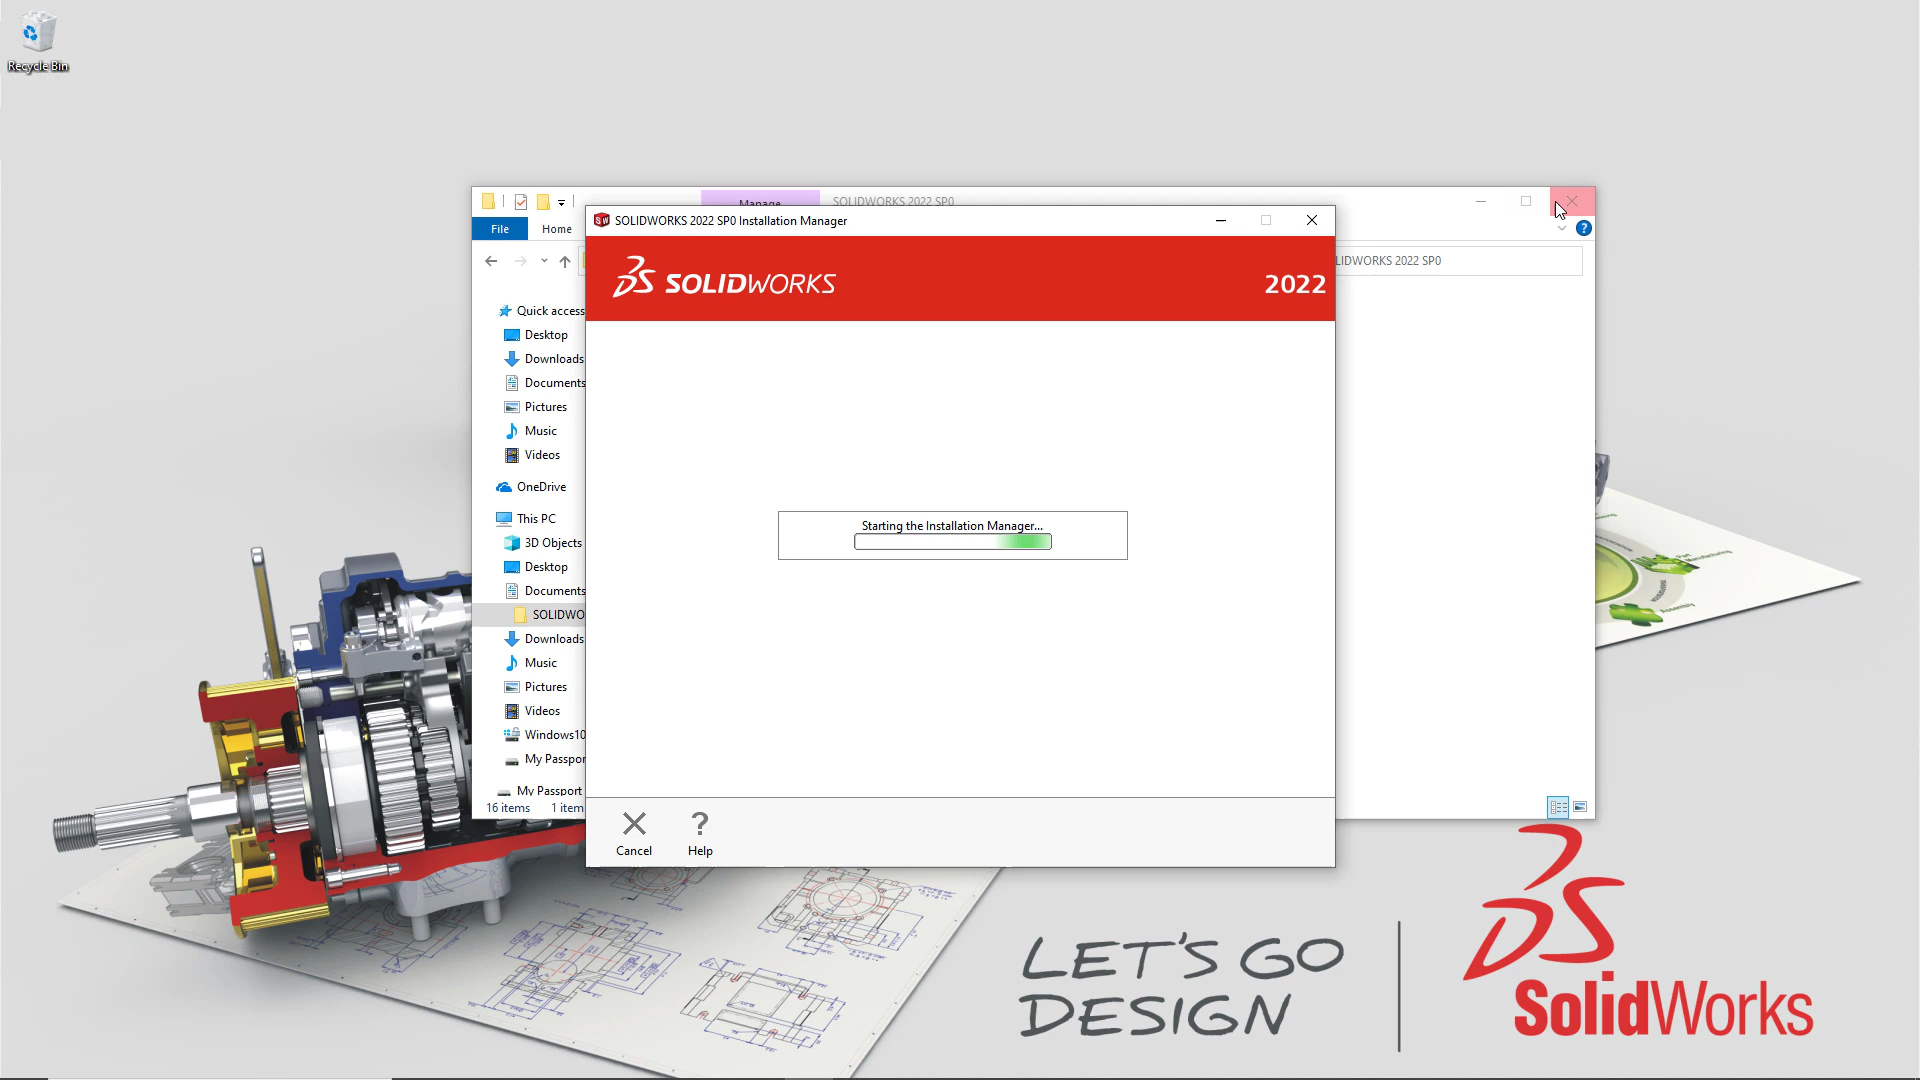 Recycle Bin
Manage
SOLIDWORKS 2022 SP0
File
Home
SOLIDWORKS 2022 SP0 Installation Manager
SOLIDWORKS
2022
LIDWORKS 2022 SP0
Quick access
Desktop
Downloads
Documents
Pictures
Music
Videos
OneDrive
This PC
3D Objects
Desktop
Documents
SOLIDWO
Downloads
Music
Pictures
Videos
Windows10
My Passpor
My Passport
16 items
1 item
Starting the Installation Manager...
Cancel
Help
Assembly
LET'S GO
DESIGN
SolidWorks